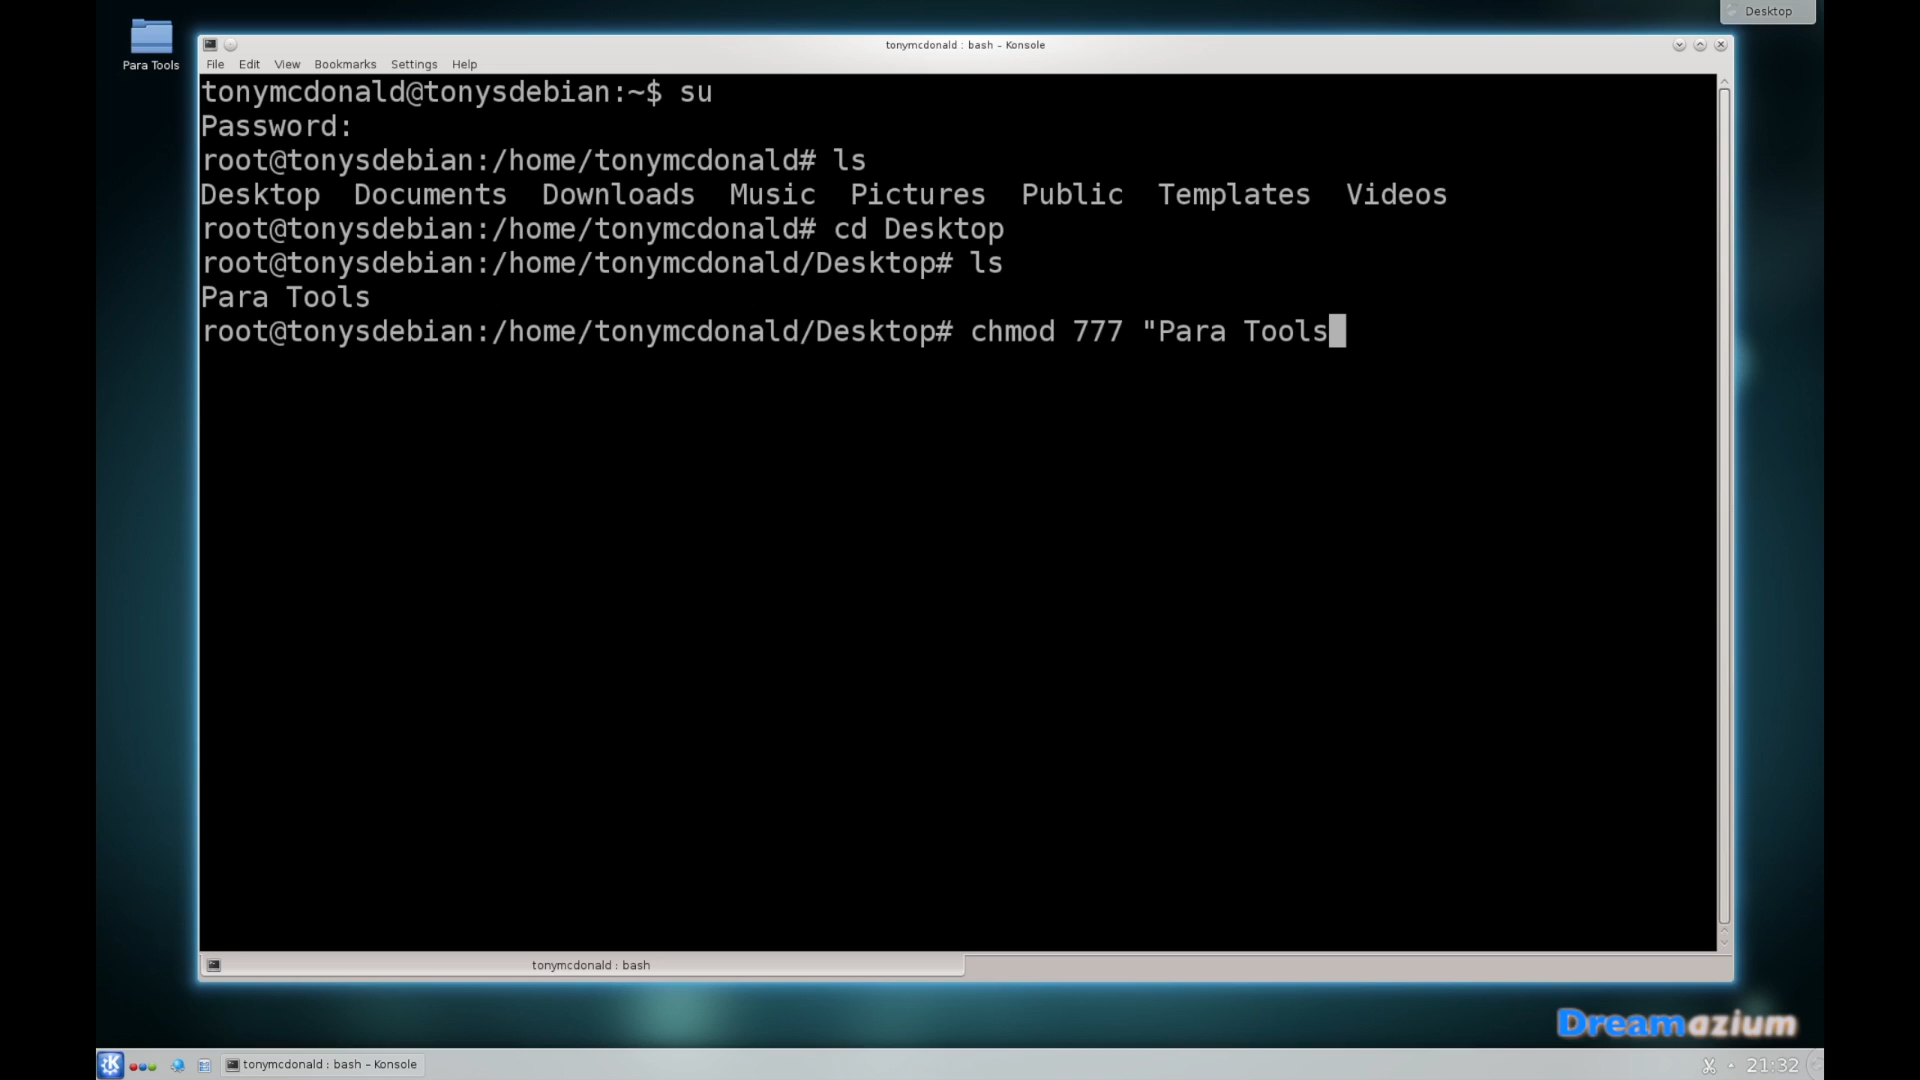 Desktop
Para Tools
tonymcdonald : bash – Konsole
File Edit View Bookmarks Settings Help
tonymcdonald@tonysdebian:~$ su
Password:
root@tonysdebian:/home/tonymcdonald# ls
Desktop Documents Downloads Music Pictures Public Templates Videos
root@tonysdebian:/home/tonymcdonald# cd Desktop
root@tonysdebian:/home/tonymcdonald/Desktop# ls
Para Tools
root@tonysdebian:/home/tonymcdonald/Desktop# chmod 777 "Para Tools
tonymcdonald : bash
Dreamazium
tonymcdonald : bash – Konsole
21:32